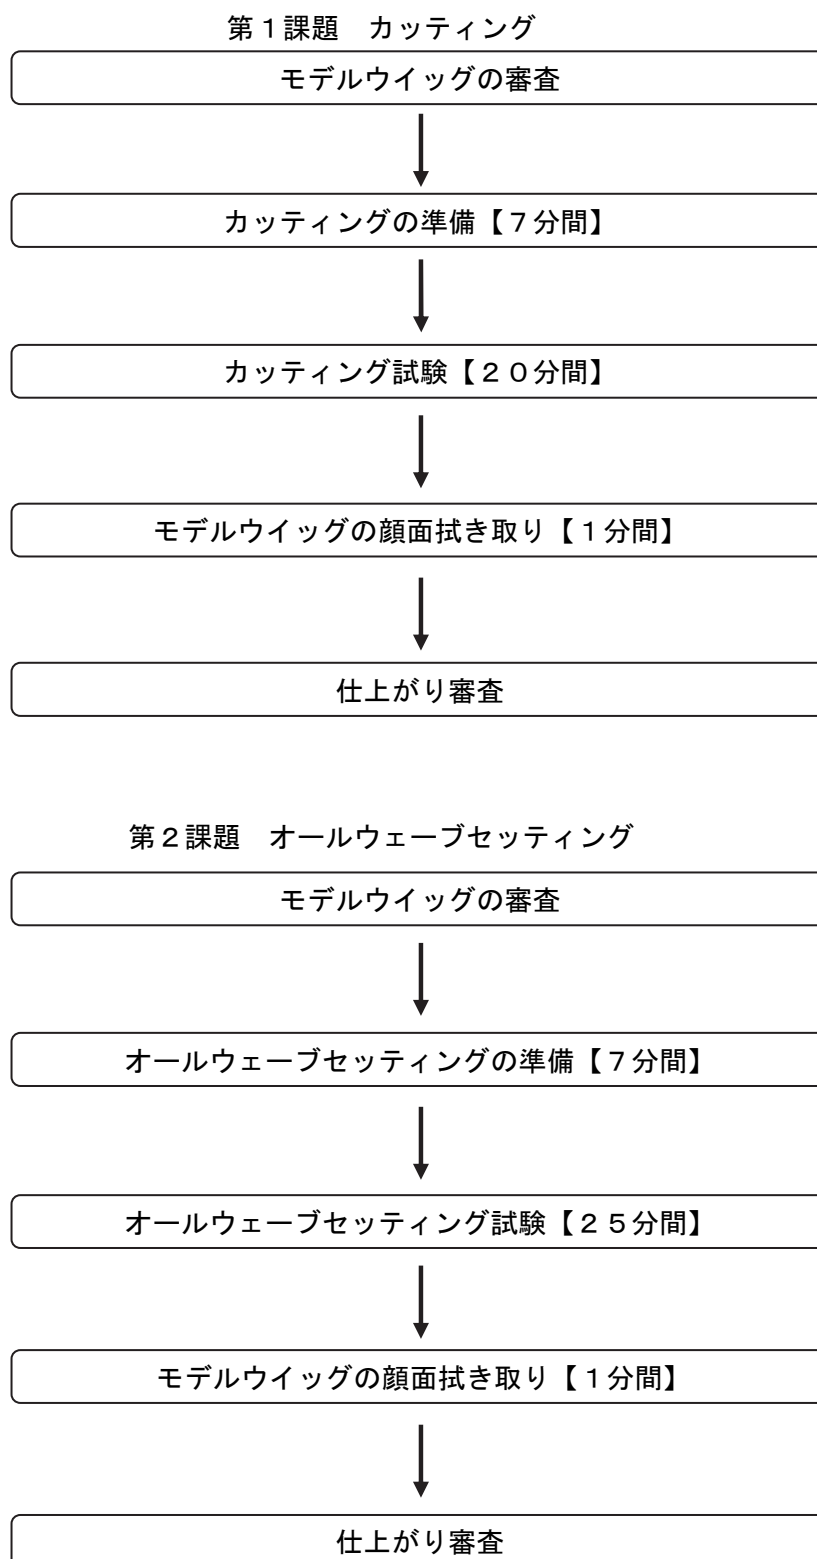 第１課題　カッティング
モデルウイッグの審査
カッティングの準備【７分間】
カッティング試験【２０分間】
モデルウイッグの顔面拭き取り【１分間】
仕上がり審査
第２課題　オールウェーブセッティング
モデルウイッグの審査
オールウェーブセッティングの準備【７分間】
オールウェーブセッティング試験【２５分間】
モデルウイッグの顔面拭き取り【１分間】
仕上がり審査